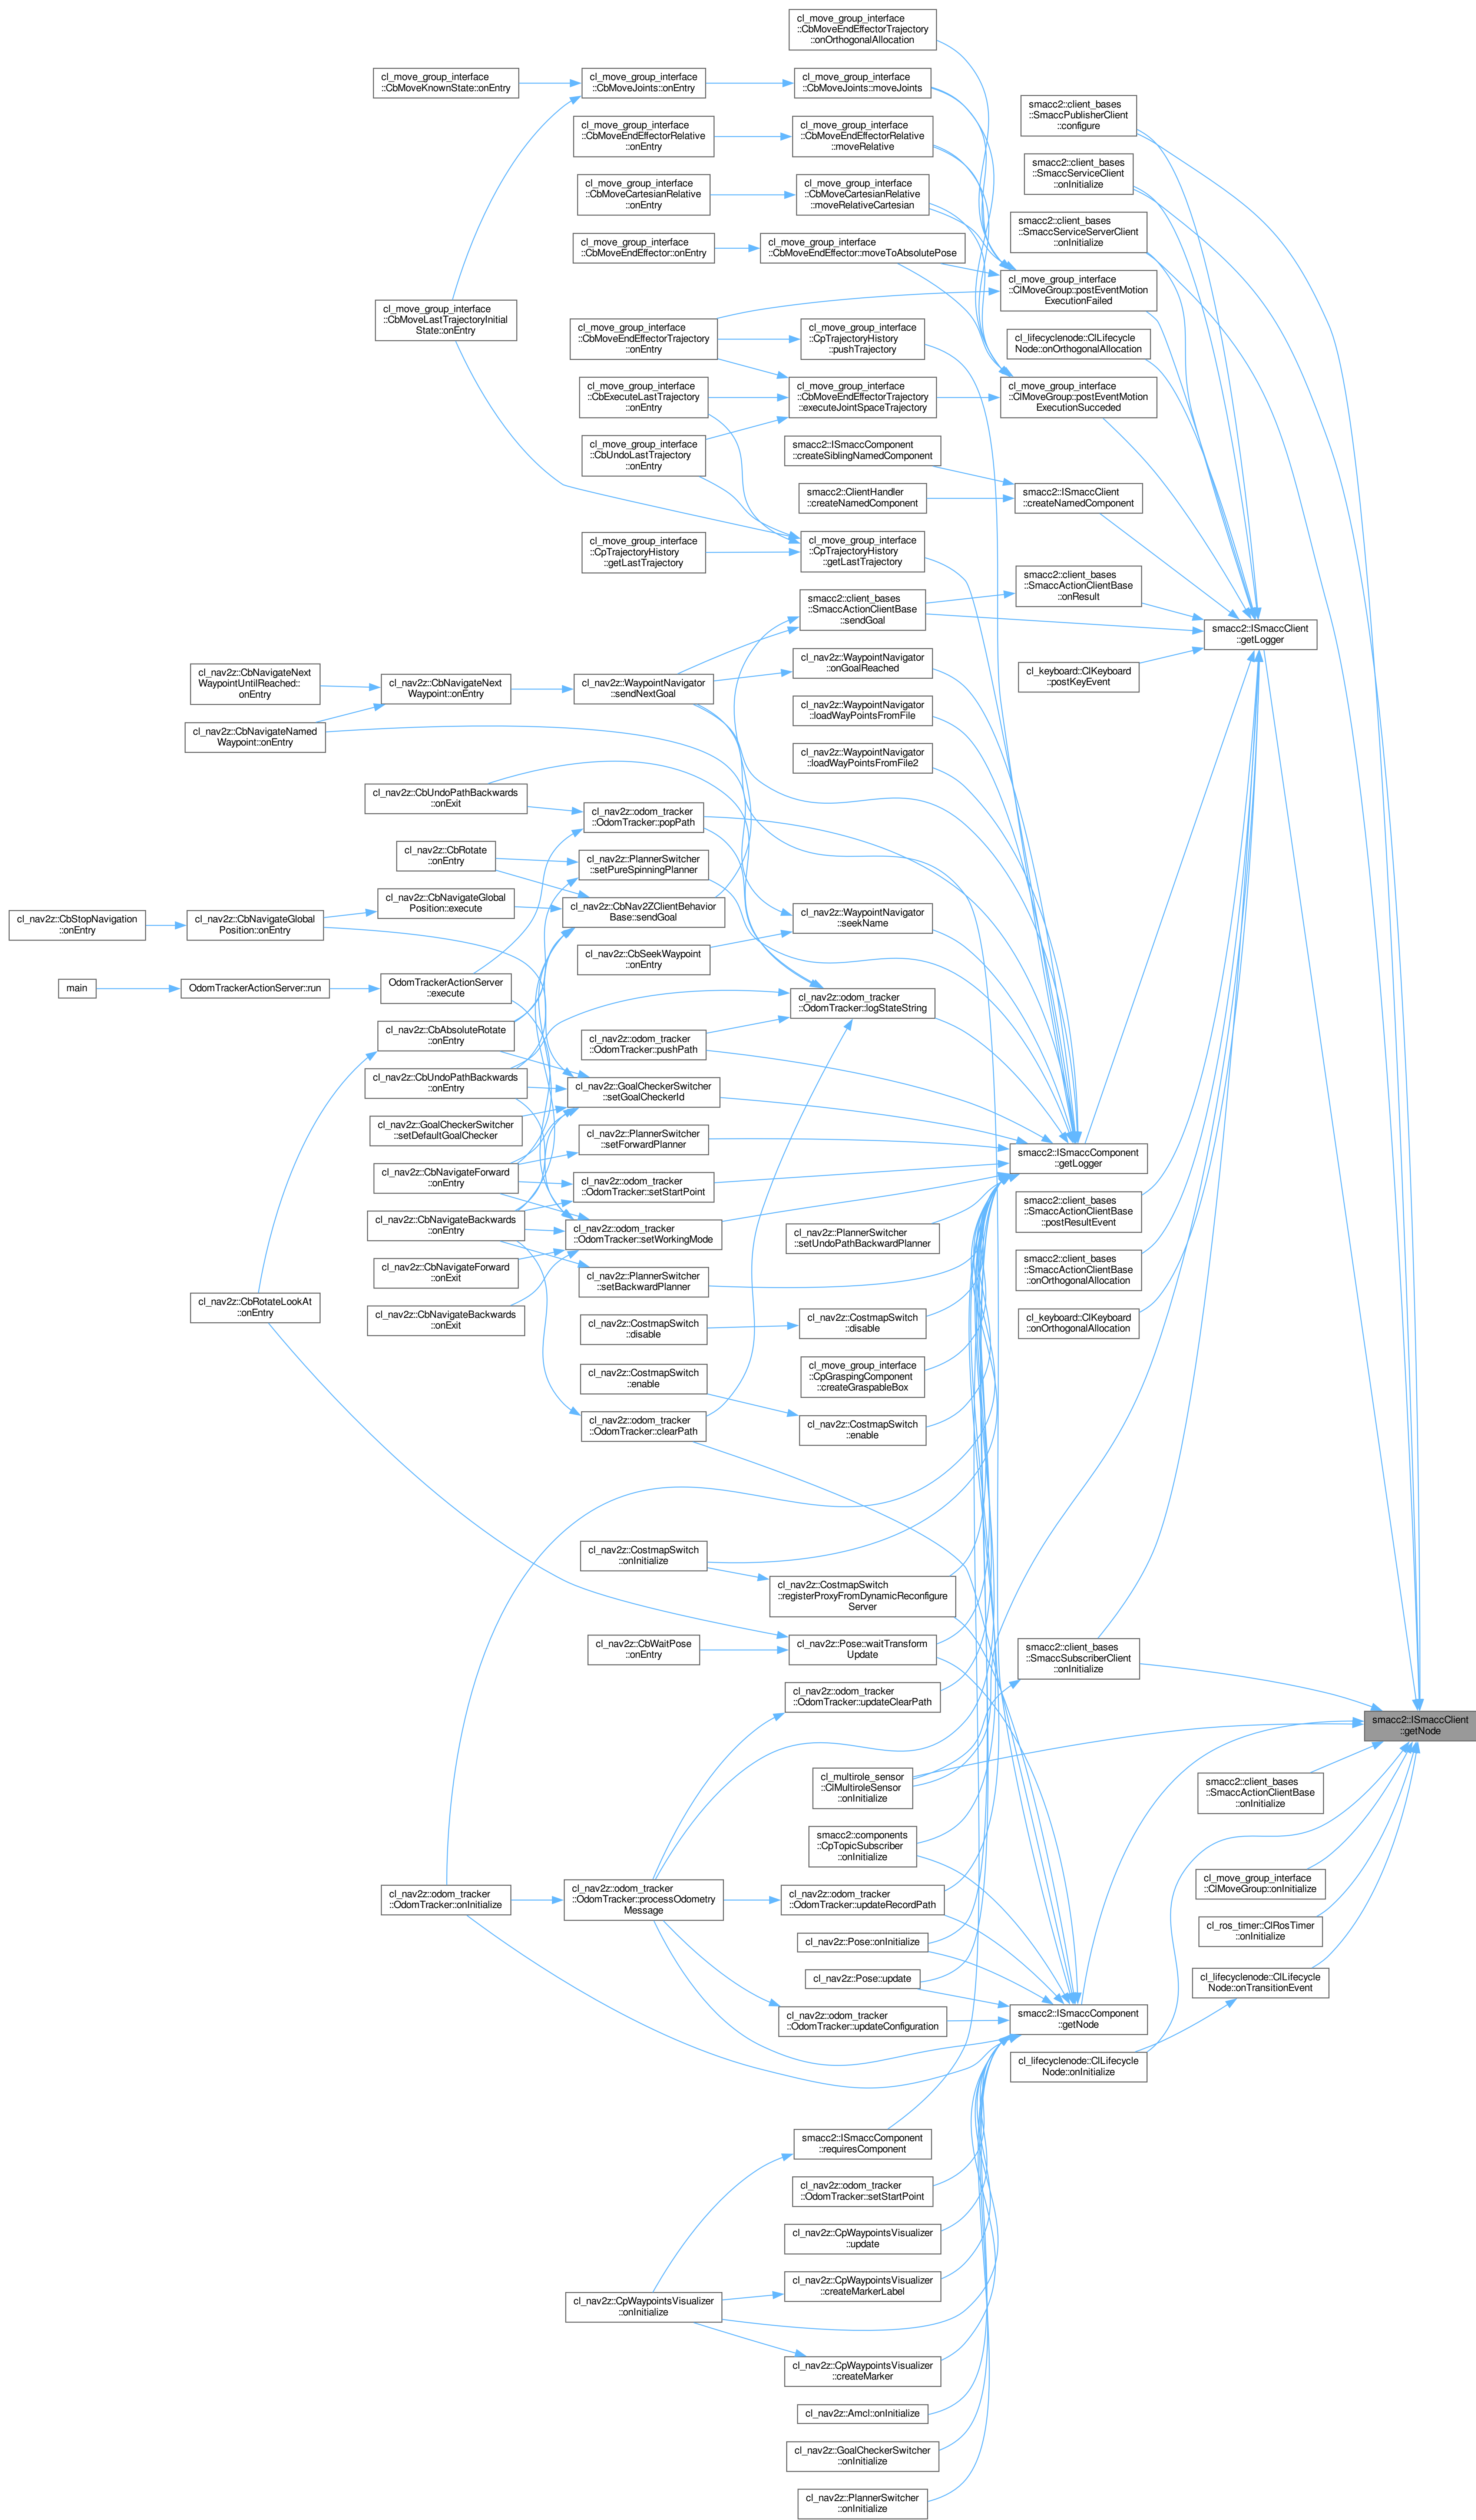 cl_move_group_interface
::CbMoveEndEffectorTrajectory
::onOrthogonalAllocation
cl_move_group_interface
::CbMoveKnownState::onEntry
cl_move_group_interface
::CbMoveJoints::onEntry
cl_move_group_interface
::CbMoveJoints::moveJoints
smacc2::client_bases
::SmaccPublisherClient
::configure
cl_move_group_interface
::CbMoveEndEffectorRelative
::onEntry
cl_move_group_interface
::CbMoveEndEffectorRelative
::moveRelative
smacc2::client_bases
::SmaccServiceClient
::onInitialize
cl_move_group_interface
::CbMoveCartesianRelative
::onEntry
cl_move_group_interface
::CbMoveCartesianRelative
::moveRelativeCartesian
smacc2::client_bases
::SmaccServiceServerClient
::onInitialize
cl_move_group_interface
::CbMoveEndEffector::onEntry
cl_move_group_interface
::CbMoveEndEffector::moveToAbsolutePose
cl_move_group_interface
::ClMoveGroup::postEventMotion
ExecutionFailed
cl_move_group_interface
::CbMoveLastTrajectoryInitial
State::onEntry
cl_move_group_interface
::CbMoveEndEffectorTrajectory
::onEntry
cl_move_group_interface
::CpTrajectoryHistory
::pushTrajectory
cl_lifecyclenode::ClLifecycle
Node::onOrthogonalAllocation
cl_move_group_interface
::CbExecuteLastTrajectory
::onEntry
cl_move_group_interface
::CbMoveEndEffectorTrajectory
::executeJointSpaceTrajectory
cl_move_group_interface
::ClMoveGroup::postEventMotion
ExecutionSucceded
cl_move_group_interface
::CbUndoLastTrajectory
::onEntry
smacc2::ISmaccComponent
::createSiblingNamedComponent
smacc2::ClientHandler
::createNamedComponent
smacc2::ISmaccClient
::createNamedComponent
cl_move_group_interface
::CpTrajectoryHistory
::getLastTrajectory
cl_move_group_interface
::CpTrajectoryHistory
::getLastTrajectory
smacc2::client_bases
::SmaccActionClientBase
::onResult
smacc2::client_bases
::SmaccActionClientBase
::sendGoal
smacc2::ISmaccClient
::getLogger
cl_nav2z::CbNavigateNext
WaypointUntilReached::
onEntry
cl_nav2z::CbNavigateNext
Waypoint::onEntry
cl_nav2z::WaypointNavigator
::sendNextGoal
cl_nav2z::WaypointNavigator
::onGoalReached
cl_keyboard::ClKeyboard
::postKeyEvent
cl_nav2z::WaypointNavigator
::loadWayPointsFromFile
cl_nav2z::CbNavigateNamed
Waypoint::onEntry
cl_nav2z::WaypointNavigator
::loadWayPointsFromFile2
cl_nav2z::CbUndoPathBackwards
::onExit
cl_nav2z::odom_tracker
::OdomTracker::popPath
cl_nav2z::CbRotate
::onEntry
cl_nav2z::PlannerSwitcher
::setPureSpinningPlanner
cl_nav2z::CbStopNavigation
::onEntry
cl_nav2z::CbNavigateGlobal
Position::onEntry
cl_nav2z::CbNavigateGlobal
Position::execute
cl_nav2z::CbNav2ZClientBehavior
Base::sendGoal
cl_nav2z::WaypointNavigator
::seekName
cl_nav2z::CbSeekWaypoint
::onEntry
main
OdomTrackerActionServer::run
OdomTrackerActionServer
::execute
cl_nav2z::odom_tracker
::OdomTracker::logStateString
cl_nav2z::CbAbsoluteRotate
::onEntry
cl_nav2z::odom_tracker
::OdomTracker::pushPath
cl_nav2z::CbUndoPathBackwards
::onEntry
cl_nav2z::GoalCheckerSwitcher
::setGoalCheckerId
cl_nav2z::GoalCheckerSwitcher
::setDefaultGoalChecker
cl_nav2z::PlannerSwitcher
::setForwardPlanner
smacc2::ISmaccComponent
::getLogger
cl_nav2z::CbNavigateForward
::onEntry
cl_nav2z::odom_tracker
::OdomTracker::setStartPoint
smacc2::client_bases
::SmaccActionClientBase
::postResultEvent
cl_nav2z::CbNavigateBackwards
::onEntry
cl_nav2z::odom_tracker
::OdomTracker::setWorkingMode
cl_nav2z::PlannerSwitcher
::setUndoPathBackwardPlanner
cl_nav2z::CbNavigateForward
::onExit
cl_nav2z::PlannerSwitcher
::setBackwardPlanner
smacc2::client_bases
::SmaccActionClientBase
::onOrthogonalAllocation
cl_nav2z::CbRotateLookAt
::onEntry
cl_nav2z::CbNavigateBackwards
::onExit
cl_nav2z::CostmapSwitch
::disable
cl_nav2z::CostmapSwitch
::disable
cl_keyboard::ClKeyboard
::onOrthogonalAllocation
cl_nav2z::CostmapSwitch
::enable
cl_move_group_interface
::CpGraspingComponent
::createGraspableBox
cl_nav2z::odom_tracker
::OdomTracker::clearPath
cl_nav2z::CostmapSwitch
::enable
cl_nav2z::CostmapSwitch
::onInitialize
cl_nav2z::CostmapSwitch
::registerProxyFromDynamicReconfigure
Server
cl_nav2z::CbWaitPose
::onEntry
cl_nav2z::Pose::waitTransform
Update
smacc2::client_bases
::SmaccSubscriberClient
::onInitialize
cl_nav2z::odom_tracker
::OdomTracker::updateClearPath
smacc2::ISmaccClient
::getNode
cl_multirole_sensor
::ClMultiroleSensor
::onInitialize
smacc2::client_bases
::SmaccActionClientBase
::onInitialize
smacc2::components
::CpTopicSubscriber
::onInitialize
cl_move_group_interface
::ClMoveGroup::onInitialize
cl_nav2z::odom_tracker
::OdomTracker::onInitialize
cl_nav2z::odom_tracker
::OdomTracker::processOdometry
Message
cl_nav2z::odom_tracker
::OdomTracker::updateRecordPath
cl_ros_timer::ClRosTimer
::onInitialize
cl_nav2z::Pose::onInitialize
cl_nav2z::Pose::update
cl_lifecyclenode::ClLifecycle
Node::onTransitionEvent
cl_nav2z::odom_tracker
::OdomTracker::updateConfiguration
smacc2::ISmaccComponent
::getNode
cl_lifecyclenode::ClLifecycle
Node::onInitialize
smacc2::ISmaccComponent
::requiresComponent
cl_nav2z::odom_tracker
::OdomTracker::setStartPoint
cl_nav2z::CpWaypointsVisualizer
::update
cl_nav2z::CpWaypointsVisualizer
::onInitialize
cl_nav2z::CpWaypointsVisualizer
::createMarkerLabel
cl_nav2z::CpWaypointsVisualizer
::createMarker
cl_nav2z::Amcl::onInitialize
cl_nav2z::GoalCheckerSwitcher
::onInitialize
cl_nav2z::PlannerSwitcher
::onInitialize